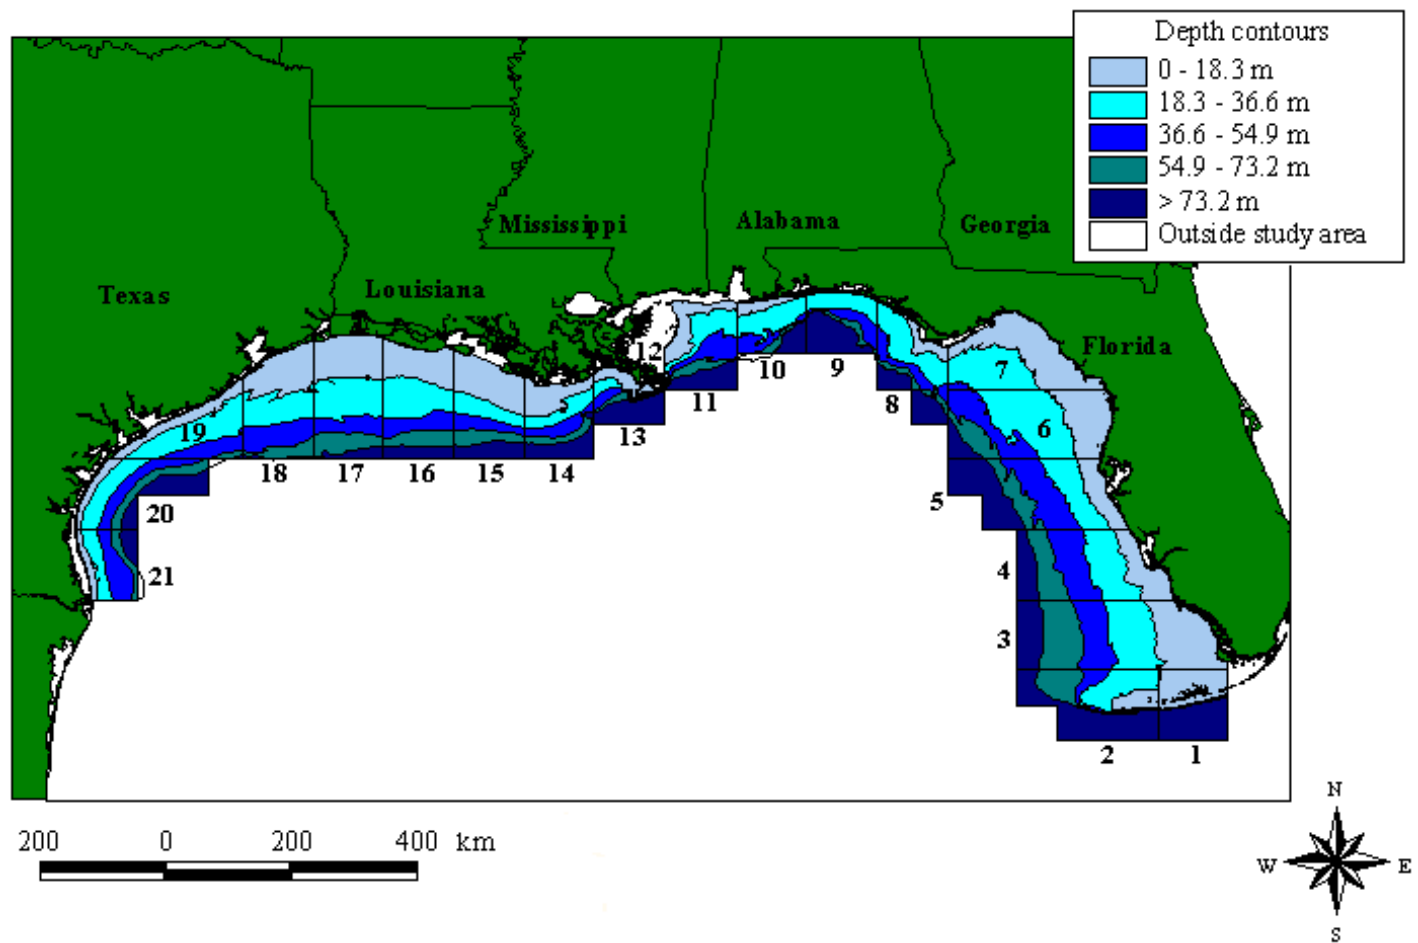 Depth contours
0 - 18.3 m
18.3 - 36.6 m
36.6 - 54.9 m
54.9 - 73.2 m
> 73.2 m
Outside study area
Mississippi
Alabama
Georgia
Texas
Louisiana
Florida
12
11
10
9
8
7
6
13
19
18
17
16
15
14
5
20
21
4
3
2
1
200 0 200 400 km
N
W E
S